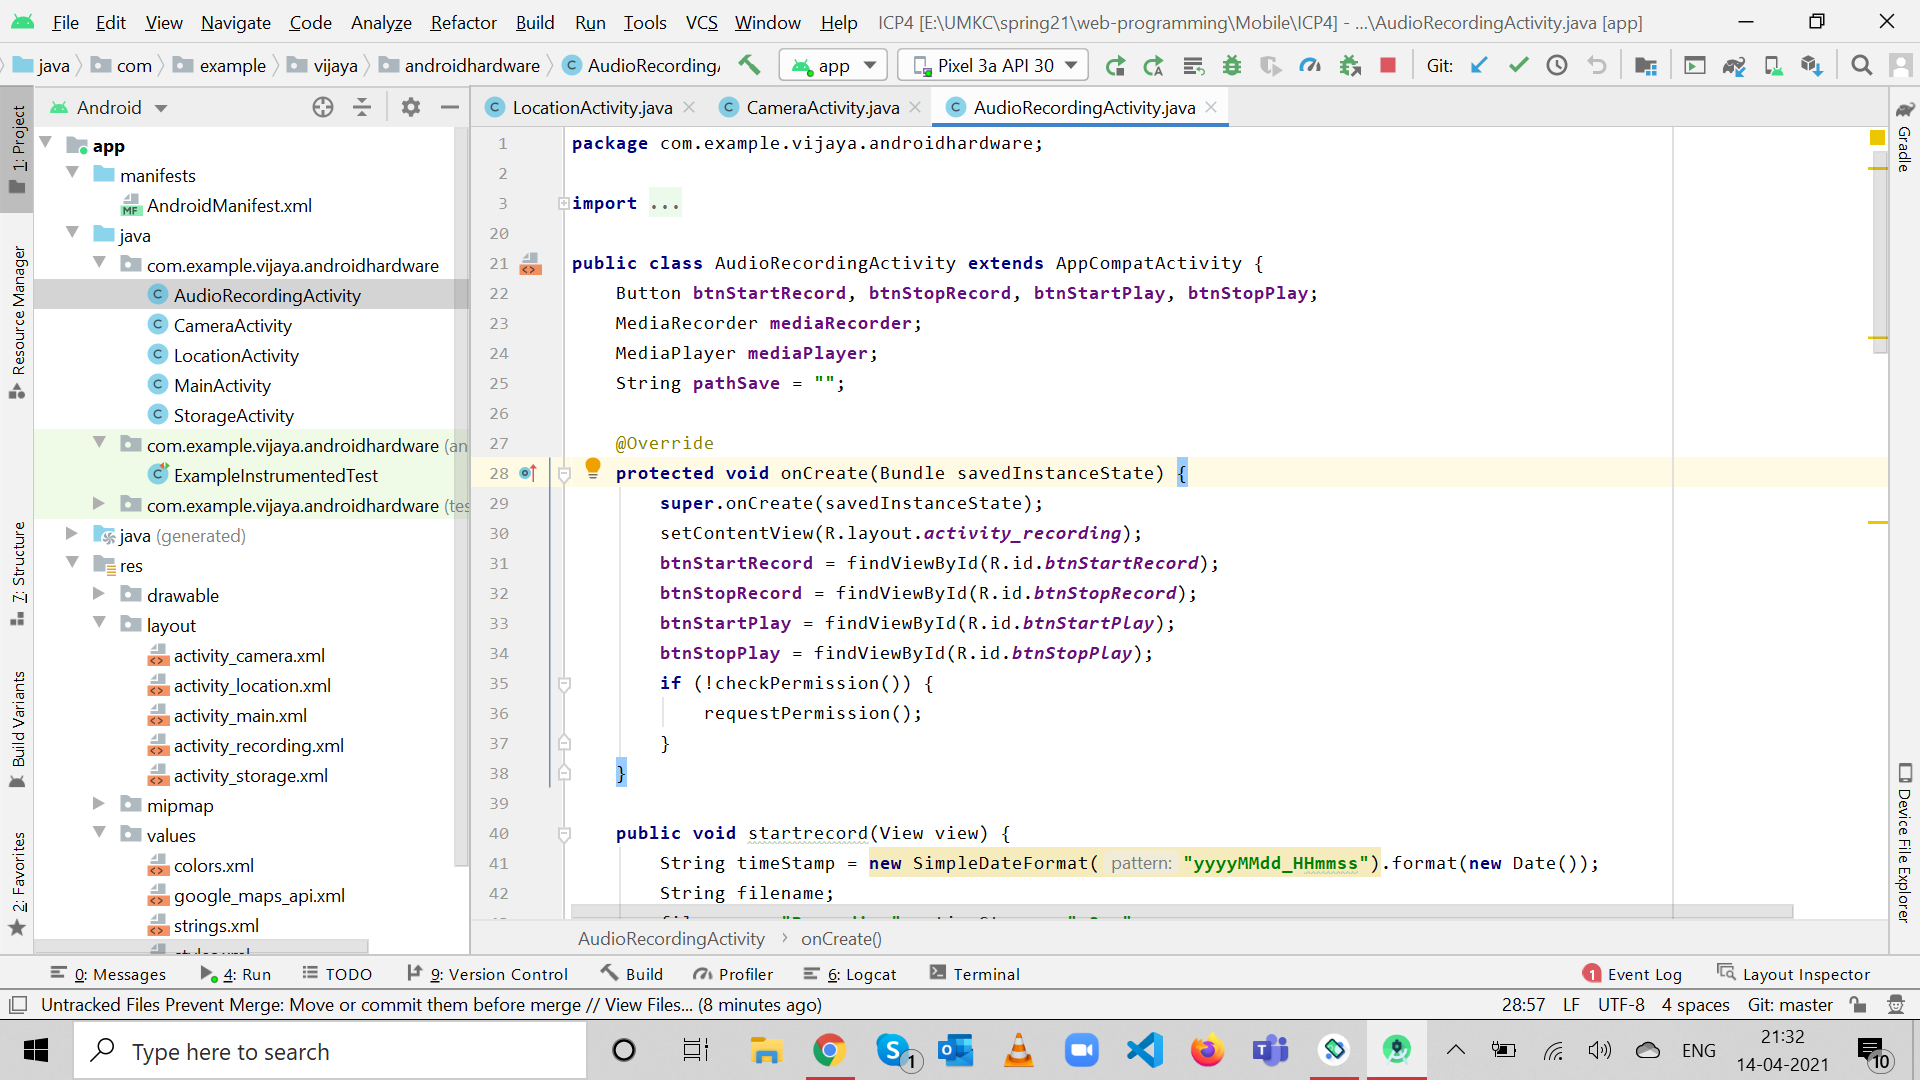 File Edit View Navigate Code Analyze Refactor Build Run Tools VCS Window Help ICP4 [E:\UMKC\spring21\web-programming\Mobile\ICP4] - ...\AudioRecordingActivity.java [app]
java com example vijaya androidhardware AudioRecording app Pixel 3a API 30 Git:
Android LocationActivity.java CameraActivity.java AudioRecordingActivity.java
1: Project
Resource Manager
7: Structure
Build Variants
2: Favorites
app
manifests
AndroidManifest.xml
java
com.example.vijaya.androidhardware
AudioRecordingActivity
CameraActivity
LocationActivity
MainActivity
StorageActivity
com.example.vijaya.androidhardware (an
ExampleInstrumentedTest
com.example.vijaya.androidhardware (tes
java (generated)
res
drawable
layout
activity_camera.xml
activity_location.xml
activity_main.xml
activity_recording.xml
activity_storage.xml
mipmap
values
colors.xml
google_maps_api.xml
strings.xml
1 package com.example.vijaya.androidhardware;
2
3 import ...
20
21 public class AudioRecordingActivity extends AppCompatActivity {
22 Button btnStartRecord, btnStopRecord, btnStartPlay, btnStopPlay;
23 MediaRecorder mediaRecorder;
24 MediaPlayer mediaPlayer;
25 String pathSave = "";
26
27 @Override
28 protected void onCreate(Bundle savedInstanceState) {
29 super.onCreate(savedInstanceState);
30 setContentView(R.layout.activity_recording);
31 btnStartRecord = findViewById(R.id.btnStartRecord);
32 btnStopRecord = findViewById(R.id.btnStopRecord);
33 btnStartPlay = findViewById(R.id.btnStartPlay);
34 btnStopPlay = findViewById(R.id.btnStopPlay);
35 if (!checkPermission()) {
36 requestPermission();
37 }
38 }
39
40 public void startrecord(View view) {
41 String timeStamp = new SimpleDateFormat( pattern: "yyyyMMdd_HHmmss").format(new Date());
42 String filename;
AudioRecordingActivity onCreate()
Gradle
Device File Explorer
0: Messages 4: Run TODO 9: Version Control Build Profiler 6: Logcat Terminal 1 Event Log Layout Inspector
Untracked Files Prevent Merge: Move or commit them before merge // View Files... (8 minutes ago) 28:57 LF UTF-8 4 spaces Git: master
Type here to search 1 ENG 21:32
14-04-2021 10